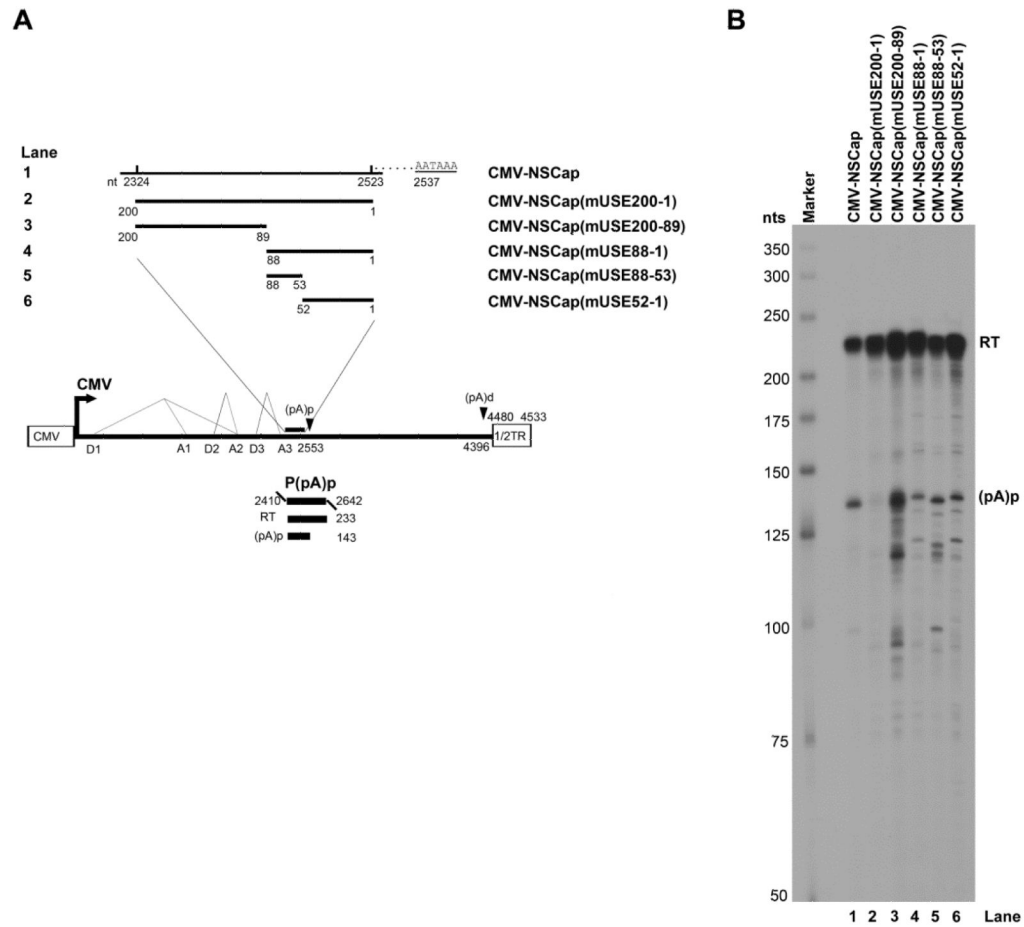 A
Lane
1
AATAAA
nt 2324 2523 2537
CMV-NSCap
2
200 1
CMV-NSCap(mUSE200-1)
3
200 89
CMV-NSCap(mUSE200-89)
4
88 1
CMV-NSCap(mUSE88-1)
5
88 53
CMV-NSCap(mUSE88-53)
6
52 1
CMV-NSCap(mUSE52-1)
CMV
(pA)p
(pA)d
4480 4533
CMV
1/2TR
D1 A1 D2 A2 D3 A3 2553 4396
P(pA)p
2410 2642
RT 233
(pA)p 143
B
nts
Marker
CMV-NSCap
CMV-NSCap(mUSE200-1)
CMV-NSCap(mUSE200-89)
CMV-NSCap(mUSE88-1)
CMV-NSCap(mUSE88-53)
CMV-NSCap(mUSE52-1)
350
300
250
RT
200
175
150
(pA)p
125
100
75
50
1 2 3 4 5 6 Lane